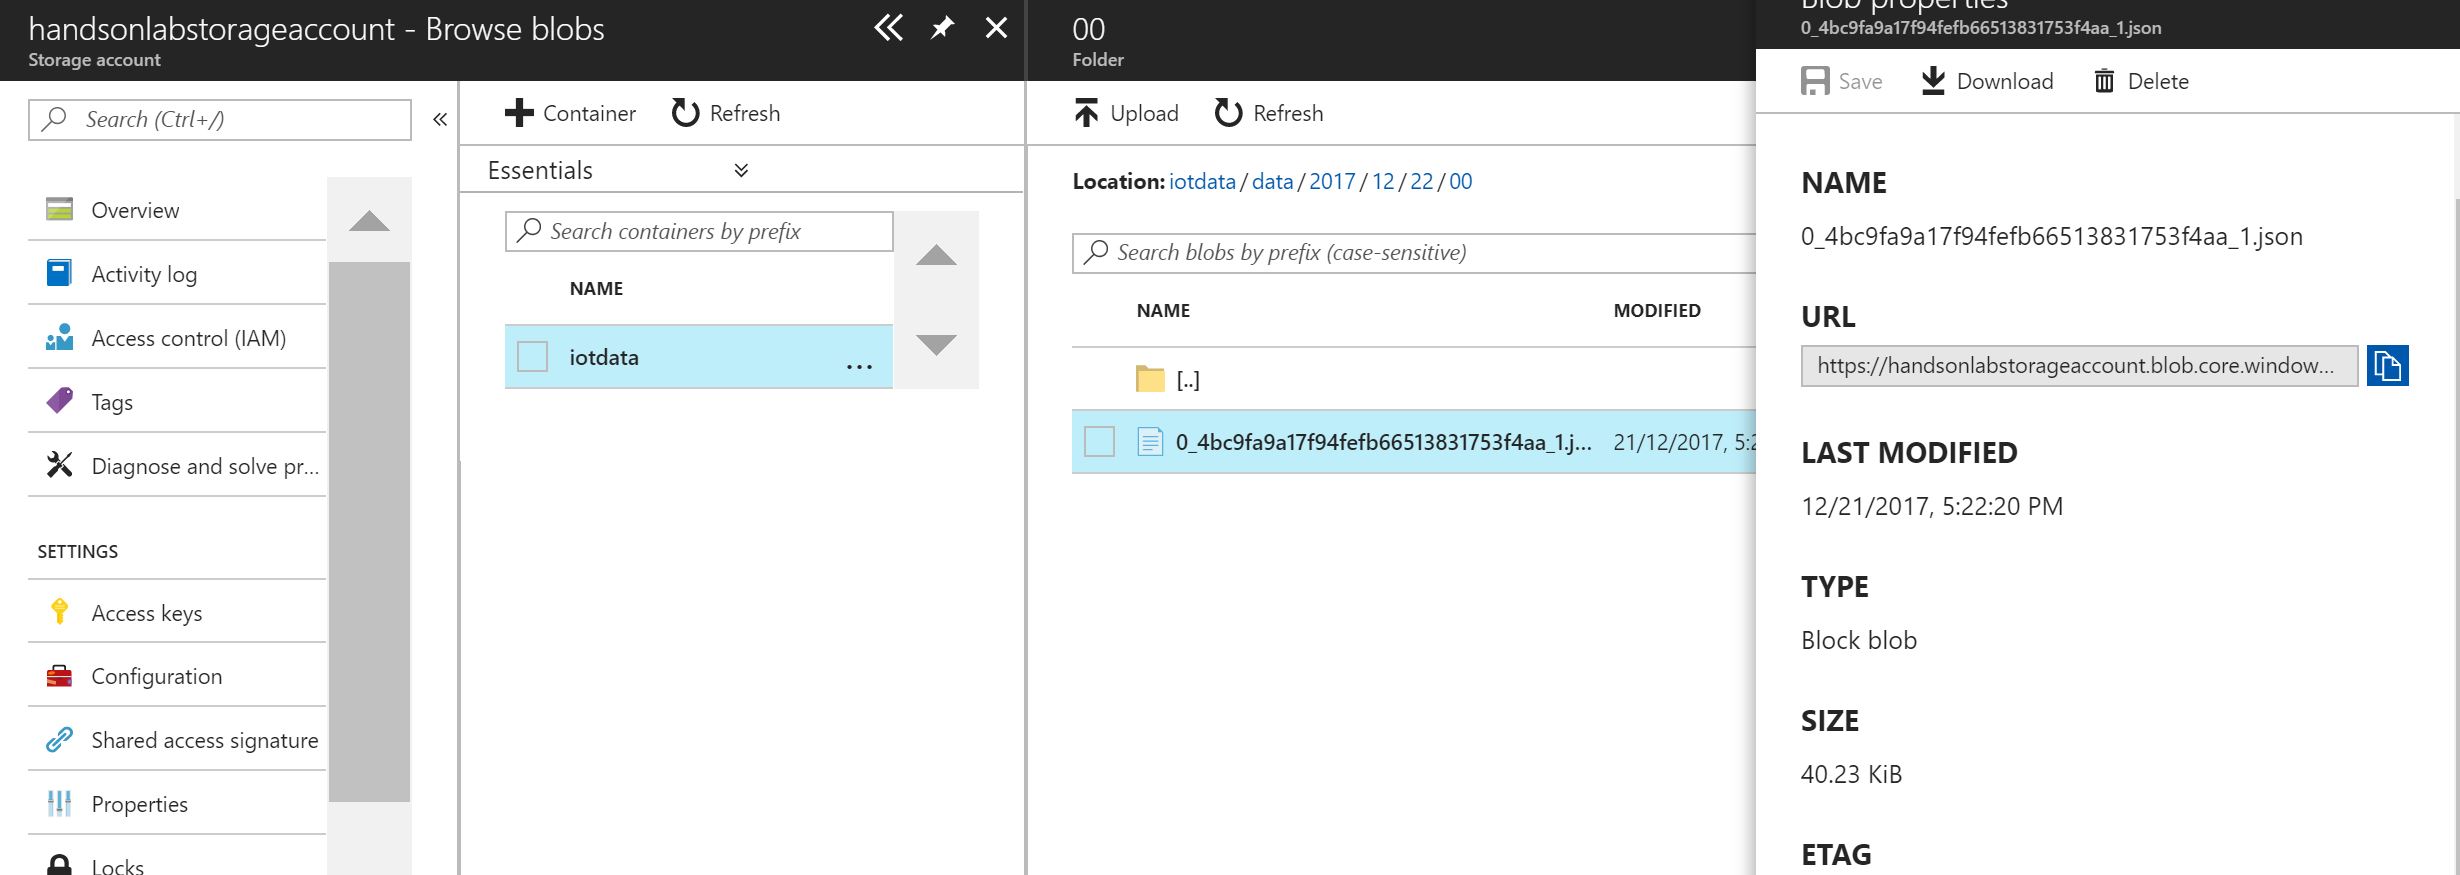 handsonlabstorageaccount - Browse blobs
Storage account
Search (Ctrl+/)
«
Overview
Activity log
Access control (IAM)
Tags
Diagnose and solve pr...
SETTINGS
Access keys
Configuration
Shared access signature
Properties
Locks
Container
Refresh
Essentials
Search containers by prefix
NAME
iotdata ...
00
Folder
Upload
Refresh
Location: iotdata / data / 2017 / 12 / 22 / 00
Search blobs by prefix (case-sensitive)
NAME MODIFIED
[..]
0_4bc9fa9a17f94fefb66513831753f4aa_1.j... 21/12/2017, 5:2
Blob properties
0_4bc9fa9a17f94fefb66513831753f4aa_1.json
Save
Download
Delete
NAME
0_4bc9fa9a17f94fefb66513831753f4aa_1.json
URL
https://handsonlabstorageaccount.blob.core.window...
LAST MODIFIED
12/21/2017, 5:22:20 PM
TYPE
Block blob
SIZE
40.23 KiB
ETAG